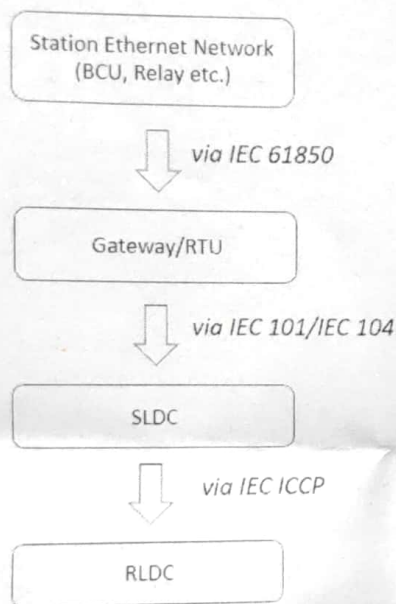 Station Ethernet Network
(BCU, Relay etc.)
via IEC 61850
Gateway/RTU
via IEC 101/IEC 104
SLDC
via IEC ICCP
RLDC